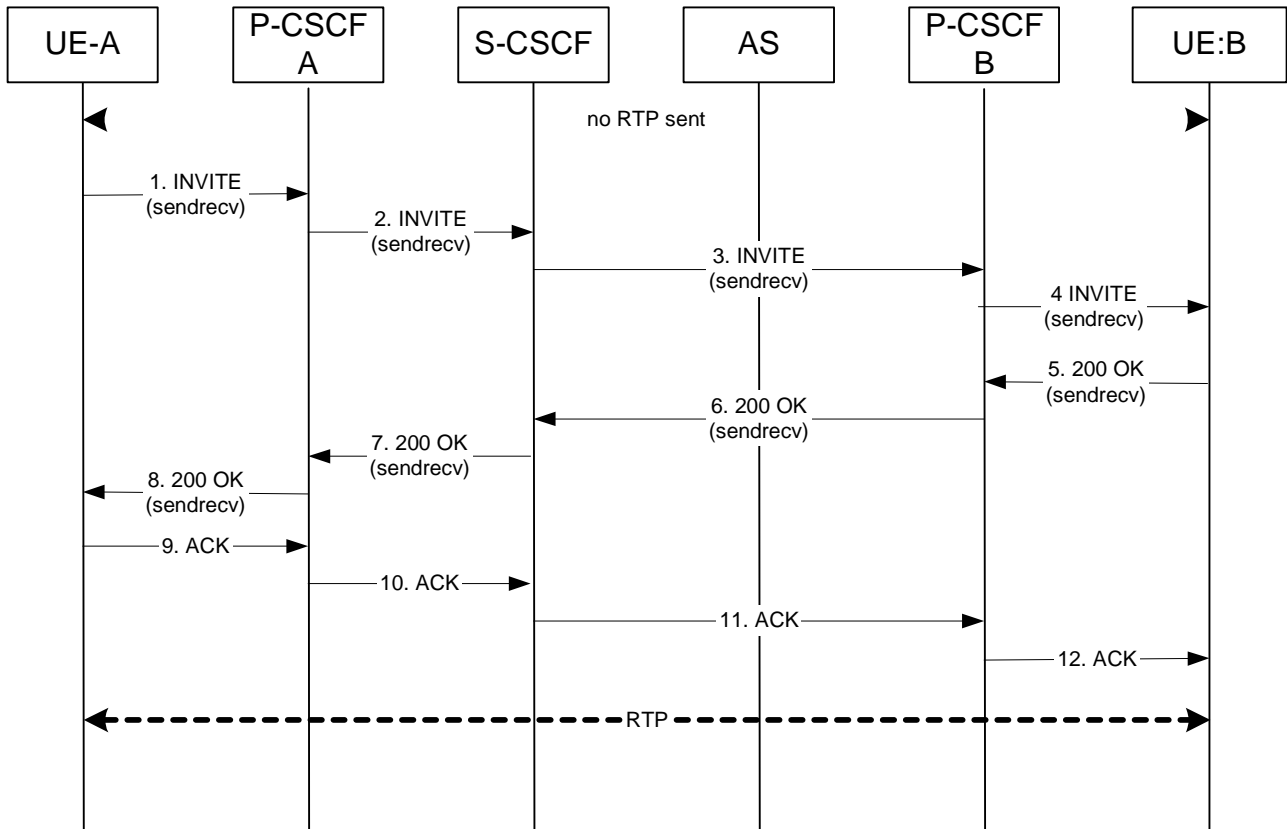 UE-A
P-CSCF
A
S-CSCF
AS
P-CSCF
B
UE:B
no RTP sent
1. INVITE
(sendrecv)
2. INVITE
(sendrecv)
3. INVITE
(sendrecv)
4 INVITE
(sendrecv)
5. 200 OK
(sendrecv)
6. 200 OK
(sendrecv)
7. 200 OK
(sendrecv)
8. 200 OK
(sendrecv)
9. ACK
10. ACK
11. ACK
12. ACK
RTP